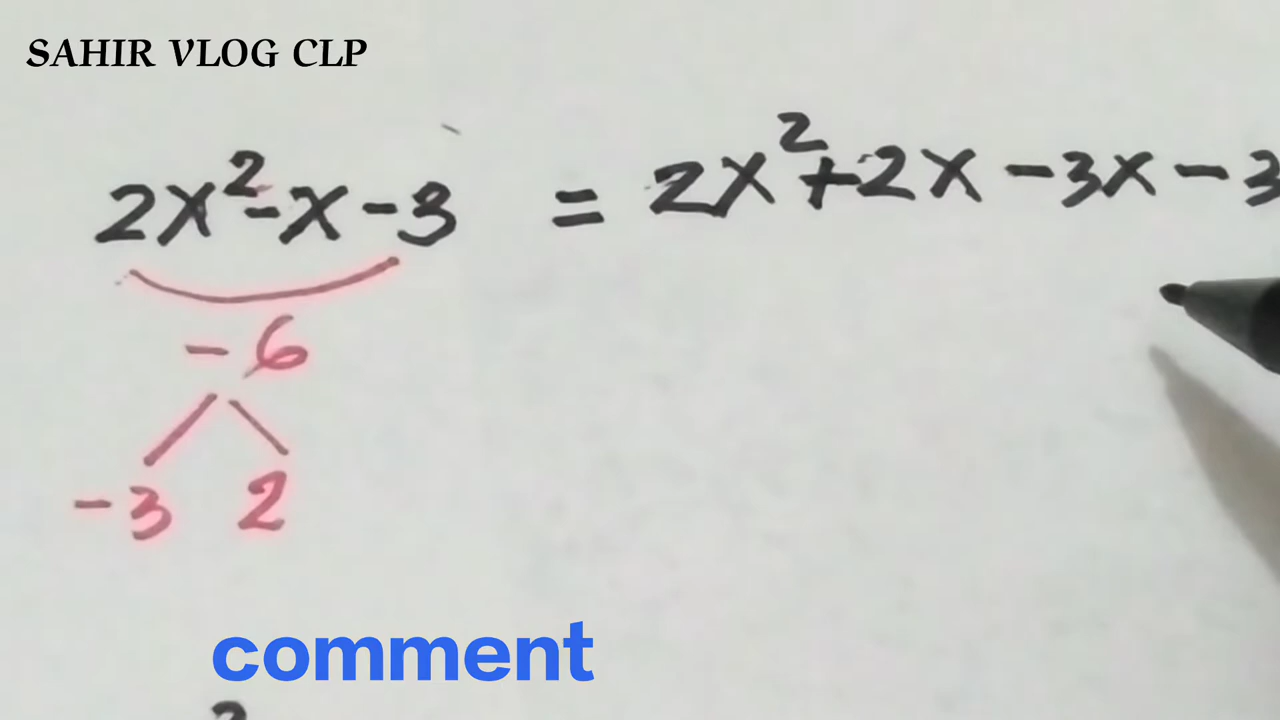 SAHIR VLOG CLP
2x²-x-3 = 2x²+2x-3x-3
-6
-3 2
comment